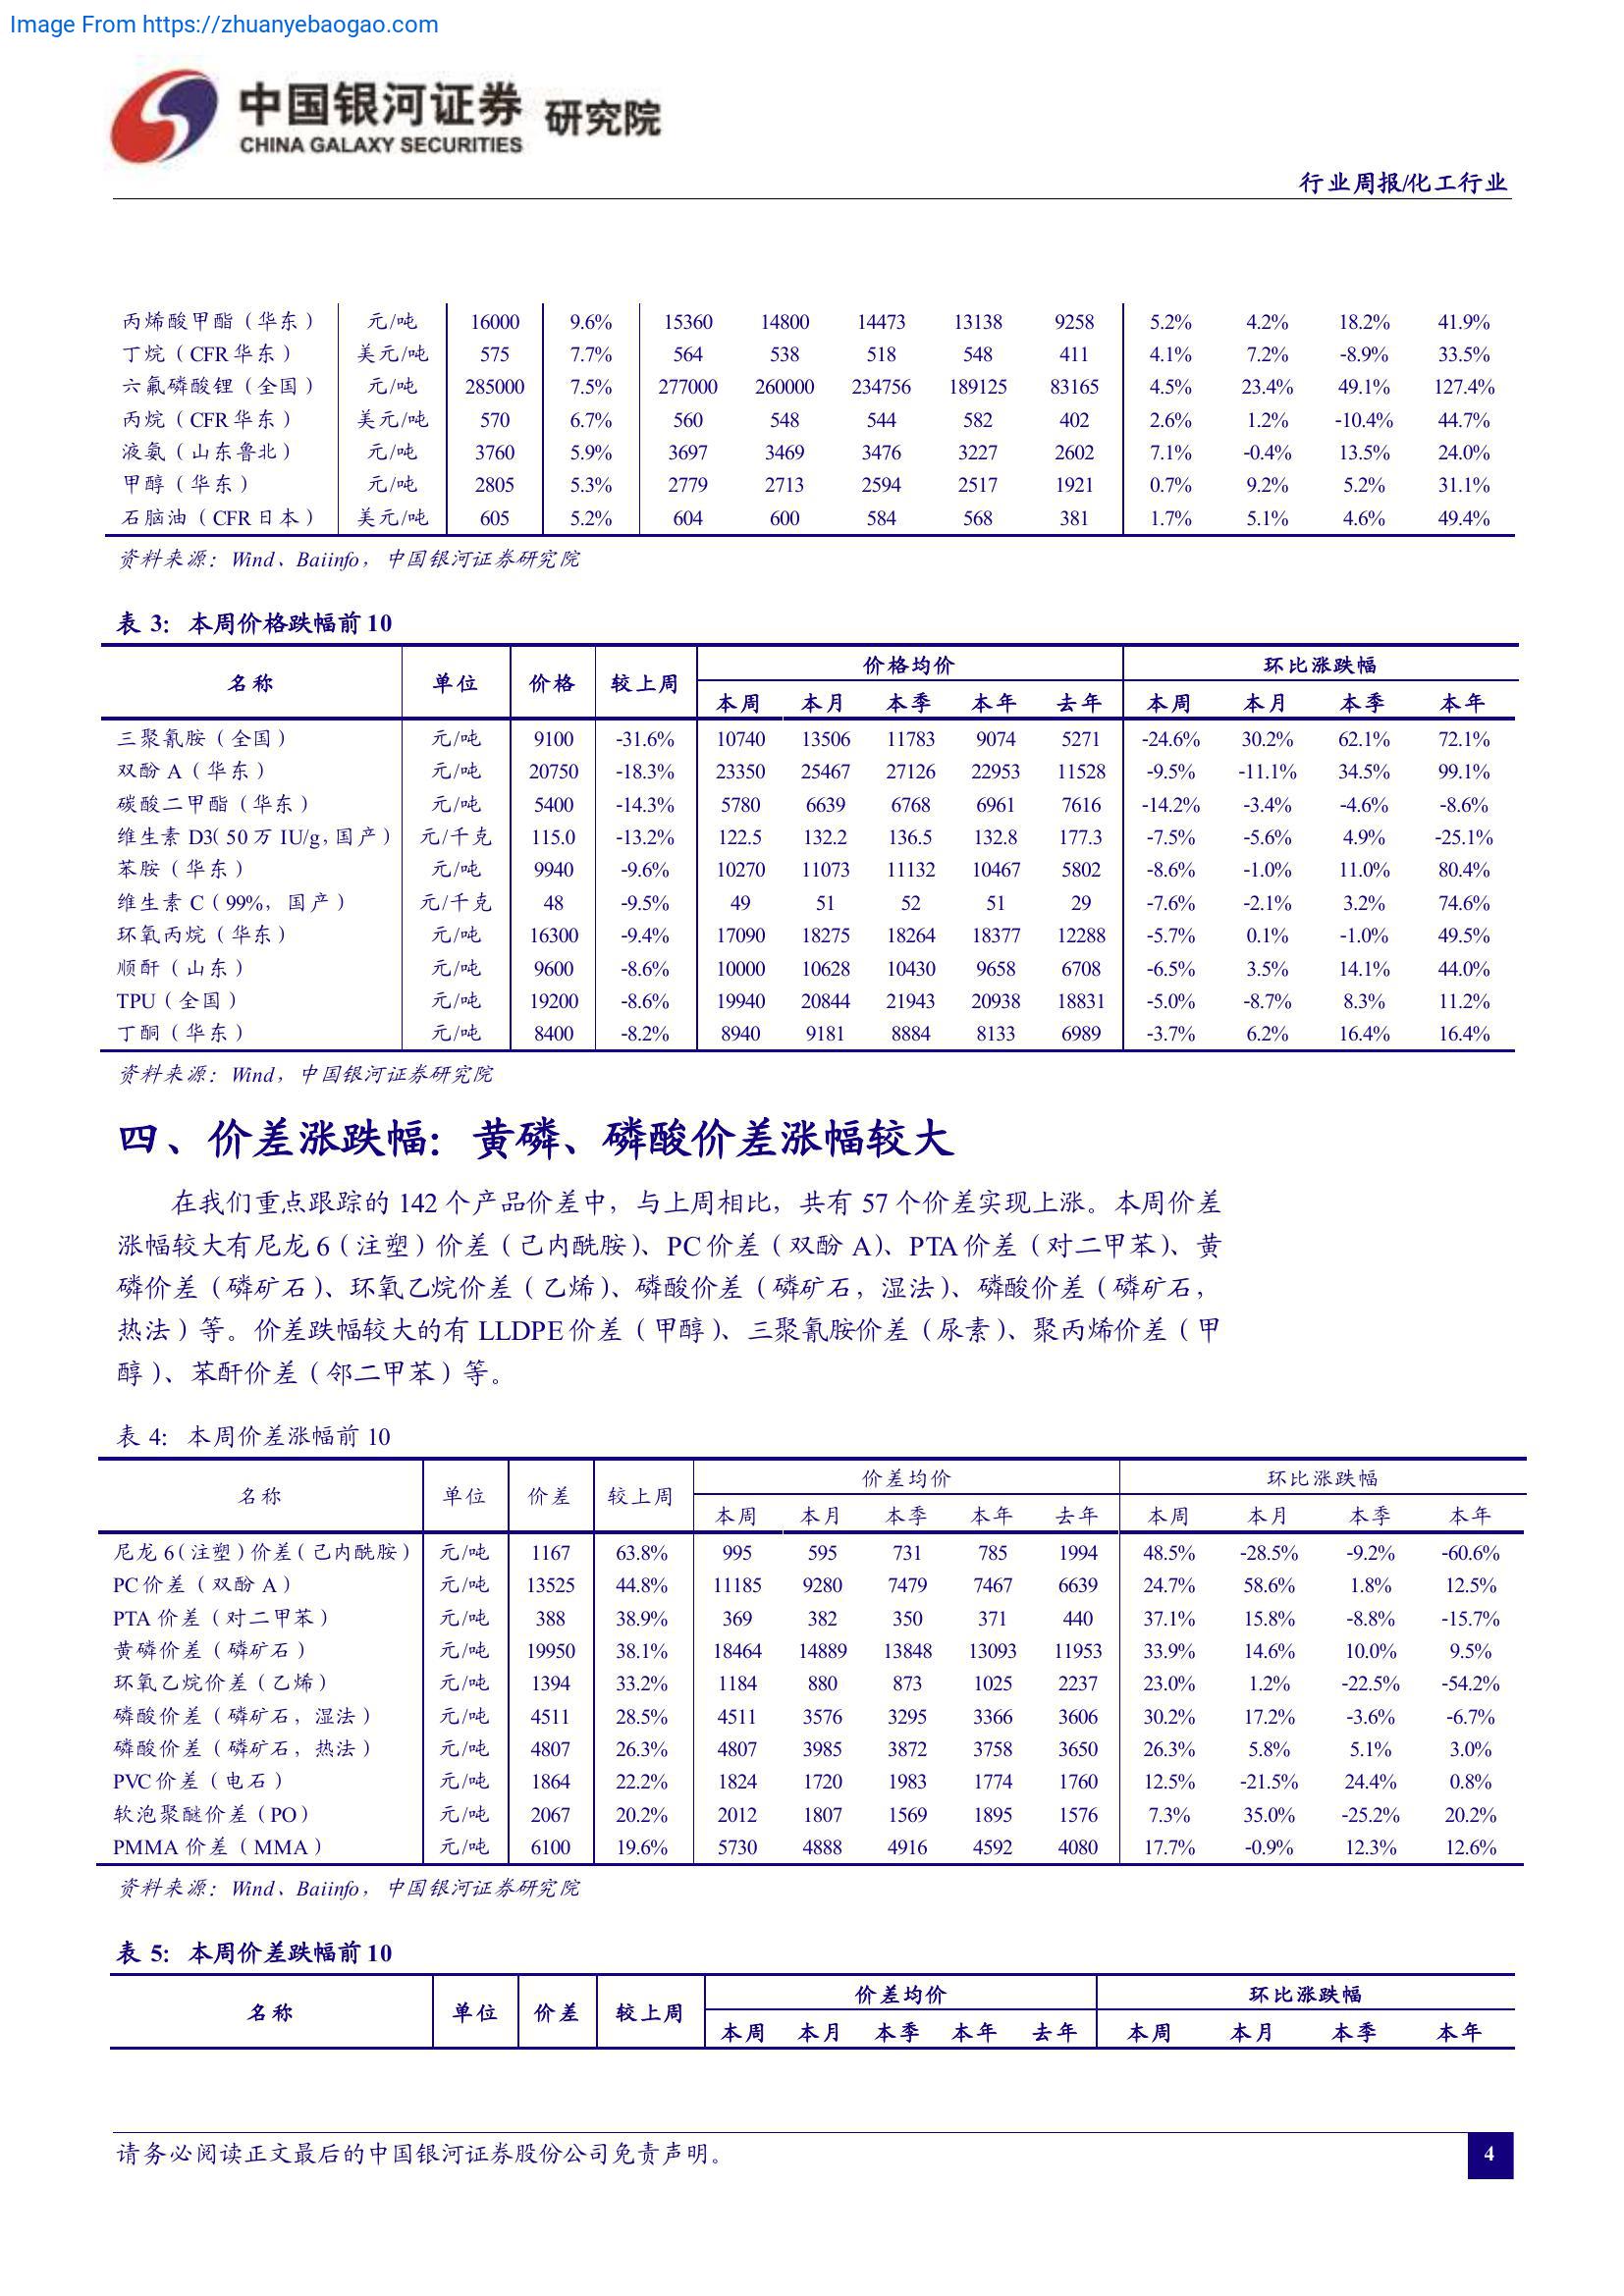 Image From https://zhuanyebaogao.com
中国银河证券 研究院
CHINA GALAXY SECURITIES
行业周报/化工行业
丙烯酸甲酯（华东） 元/吨 16000 9.6% 15360 14800 14473 13138 9258 5.2% 4.2% 18.2% 41.9%
丁烷（CFR 华东） 美元/吨 575 7.7% 564 538 518 548 411 4.1% 7.2% -8.9% 33.5%
六氟磷酸锂（全国） 元/吨 285000 7.5% 277000 260000 234756 189125 83165 4.5% 23.4% 49.1% 127.4%
丙烷（CFR 华东） 美元/吨 570 6.7% 560 548 544 582 402 2.6% 1.2% -10.4% 44.7%
液氨（山东鲁北） 元/吨 3760 5.9% 3697 3469 3476 3227 2602 7.1% -0.4% 13.5% 24.0%
甲醇（华东） 元/吨 2805 5.3% 2779 2713 2594 2517 1921 0.7% 9.2% 5.2% 31.1%
石脑油（CFR 日本） 美元/吨 605 5.2% 604 600 584 568 381 1.7% 5.1% 4.6% 49.4%
资料来源：Wind、Baiinfo，中国银河证券研究院
表 3：本周价格跌幅前 10
名称 单位 价格 较上周 价格均价 环比涨跌幅
本周 本月 本季 本年 去年 本周 本月 本季 本年
三聚氰胺（全国） 元/吨 9100 -31.6% 10740 13506 11783 9074 5271 -24.6% 30.2% 62.1% 72.1%
双酚 A（华东） 元/吨 20750 -18.3% 23350 25467 27126 22953 11528 -9.5% -11.1% 34.5% 99.1%
碳酸二甲酯（华东） 元/吨 5400 -14.3% 5780 6639 6768 6961 7616 -14.2% -3.4% -4.6% -8.6%
维生素 D3（50 万 IU/g，国产） 元/千克 115.0 -13.2% 122.5 132.2 136.5 132.8 177.3 -7.5% -5.6% 4.9% -25.1%
苯胺（华东） 元/吨 9940 -9.6% 10270 11073 11132 10467 5802 -8.6% -1.0% 11.0% 80.4%
维生素 C（99%，国产） 元/千克 48 -9.5% 49 51 52 51 29 -7.6% -2.1% 3.2% 74.6%
环氧丙烷（华东） 元/吨 16300 -9.4% 17090 18275 18264 18377 12288 -5.7% 0.1% -1.0% 49.5%
顺酐（山东） 元/吨 9600 -8.6% 10000 10628 10430 9658 6708 -6.5% 3.5% 14.1% 44.0%
TPU（全国） 元/吨 19200 -8.6% 19940 20844 21943 20938 18831 -5.0% -8.7% 8.3% 11.2%
丁酮（华东） 元/吨 8400 -8.2% 8940 9181 8884 8133 6989 -3.7% 6.2% 16.4% 16.4%
资料来源：Wind，中国银河证券研究院
四、价差涨跌幅：黄磷、磷酸价差涨幅较大
在我们重点跟踪的 142 个产品价差中，与上周相比，共有 57 个价差实现上涨。本周价差
涨幅较大有尼龙 6（注塑）价差（己内酰胺）、PC 价差（双酚 A）、PTA 价差（对二甲苯）、黄
磷价差（磷矿石）、环氧乙烷价差（乙烯）、磷酸价差（磷矿石，湿法）、磷酸价差（磷矿石，
热法）等。价差跌幅较大的有 LLDPE 价差（甲醇）、三聚氰胺价差（尿素）、聚丙烯价差（甲
醇）、苯酐价差（邻二甲苯）等。
表 4：本周价差涨幅前 10
名称 单位 价差 较上周 价差均价 环比涨跌幅
本周 本月 本季 本年 去年 本周 本月 本季 本年
尼龙 6（注塑）价差（己内酰胺） 元/吨 1167 63.8% 995 595 731 785 1994 48.5% -28.5% -9.2% -60.6%
PC 价差（双酚 A） 元/吨 13525 44.8% 11185 9280 7479 7467 6639 24.7% 58.6% 1.8% 12.5%
PTA 价差（对二甲苯） 元/吨 388 38.9% 369 382 350 371 440 37.1% 15.8% -8.8% -15.7%
黄磷价差（磷矿石） 元/吨 19950 38.1% 18464 14889 13848 13093 11953 33.9% 14.6% 10.0% 9.5%
环氧乙烷价差（乙烯） 元/吨 1394 33.2% 1184 880 873 1025 2237 23.0% 1.2% -22.5% -54.2%
磷酸价差（磷矿石，湿法） 元/吨 4511 28.5% 4511 3576 3295 3366 3606 30.2% 17.2% -3.6% -6.7%
磷酸价差（磷矿石，热法） 元/吨 4807 26.3% 4807 3985 3872 3758 3650 26.3% 5.8% 5.1% 3.0%
PVC 价差（电石） 元/吨 1864 22.2% 1824 1720 1983 1774 1760 12.5% -21.5% 24.4% 0.8%
软泡聚醚价差（PO） 元/吨 2067 20.2% 2012 1807 1569 1895 1576 7.3% 35.0% -25.2% 20.2%
PMMA 价差（MMA） 元/吨 6100 19.6% 5730 4888 4916 4592 4080 17.7% -0.9% 12.3% 12.6%
资料来源：Wind、Baiinfo，中国银河证券研究院
表 5：本周价差跌幅前 10
名称 单位 价差 较上周 价差均价 环比涨跌幅
本周 本月 本季 本年 去年 本周 本月 本季 本年
请务必阅读正文最后的中国银河证券股份公司免责声明。 4